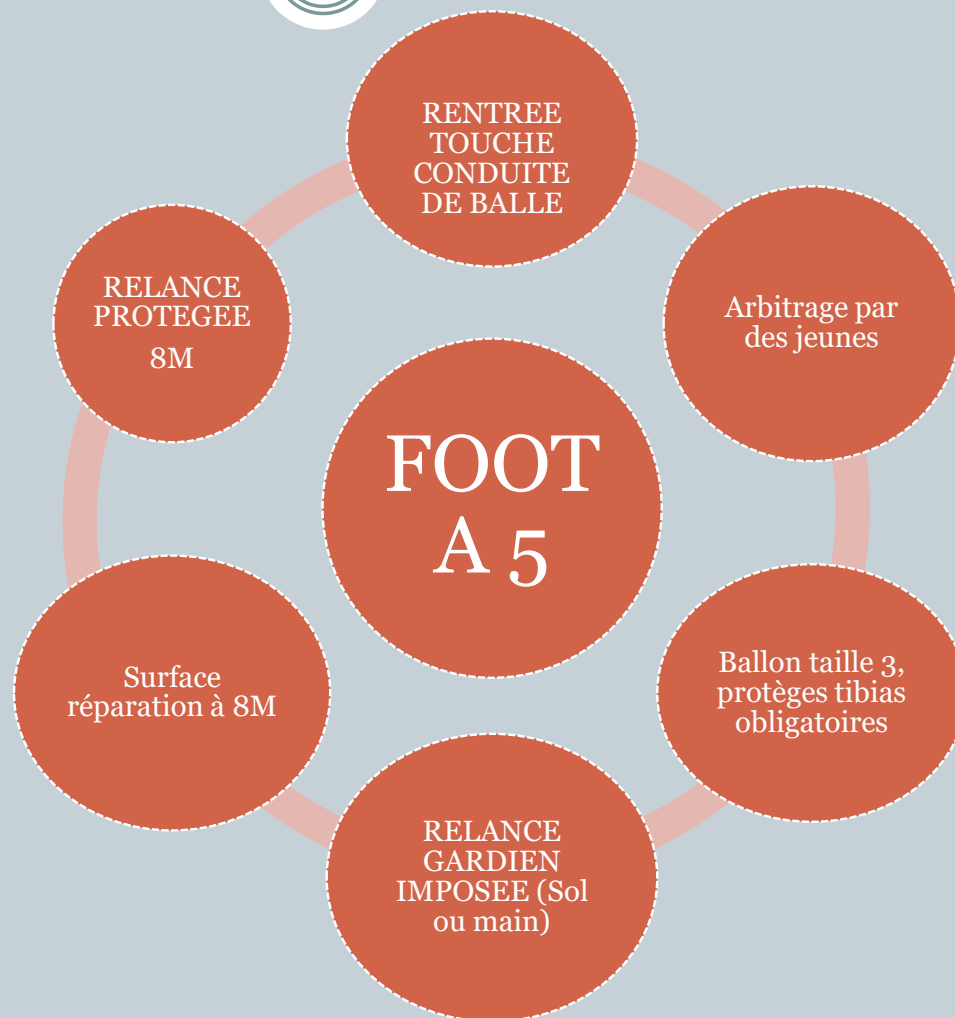 RENTREE
TOUCHE
CONDUITE
DE BALLE
Arbitrage par
des jeunes
Ballon taille 3,
protèges tibias
obligatoires
RELANCE
GARDIEN
IMPOSEE (Sol
ou main)
Surface
réparation à 8M
RELANCE
PROTEGEE
8M
FOOT
A 5